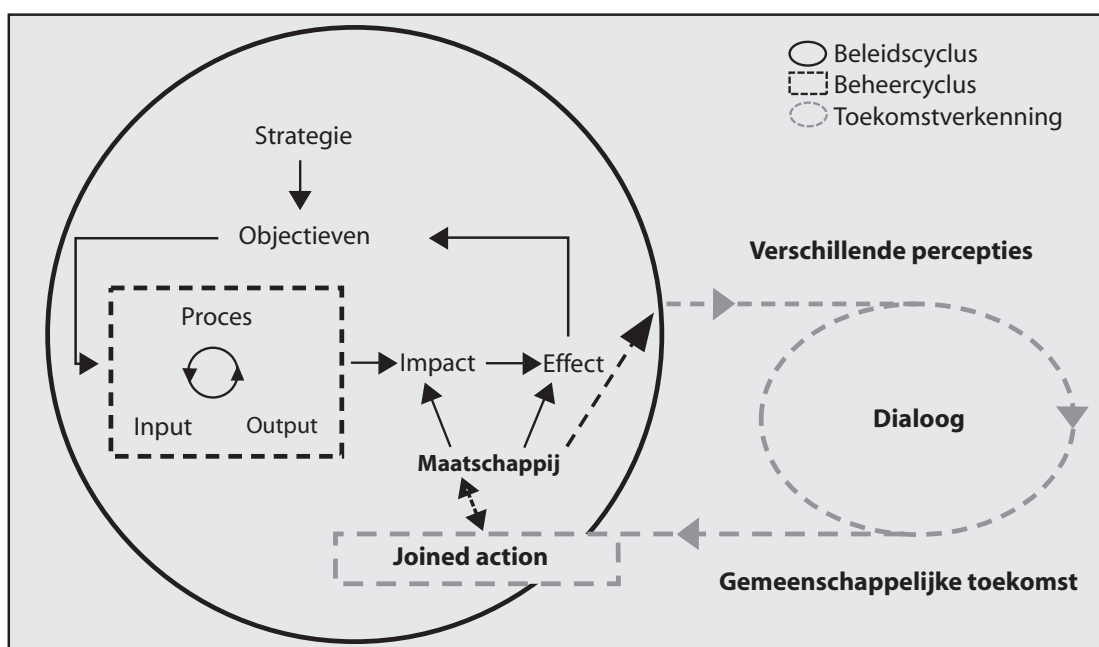 Beleidscyclus
Beheercyclus
Toekomstverkenning
Strategie
Objectieven
Verschillende percepties
Proces
Impact
Effect
Input
Output
Dialoog
Maatschappij
Joined action
Gemeenschappelijke toekomst